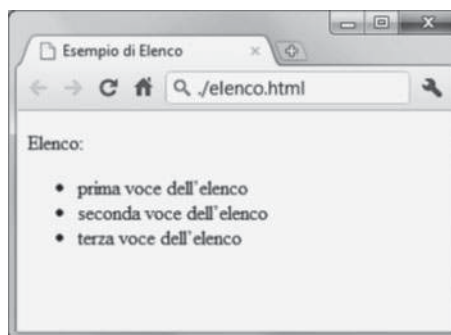 Esempio di Elenco
./elenco.html
Elenco:
• prima voce dell'elenco
• seconda voce dell'elenco
• terza voce dell'elenco